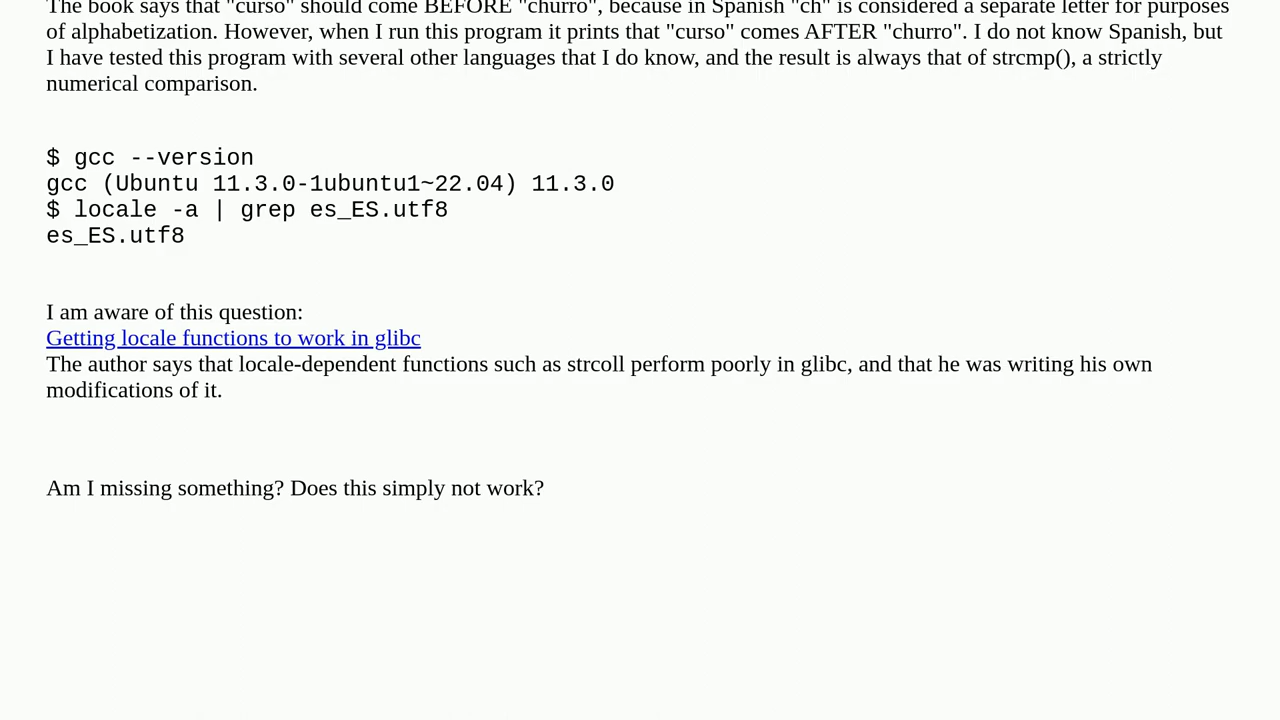 The book says that "curso" should come BEFORE "churro", because in Spanish "ch" is considered a separate letter for purposes
of alphabetization. However, when I run this program it prints that "curso" comes AFTER "churro". I do not know Spanish, but
I have tested this program with several other languages that I do know, and the result is always that of strcmp(), a strictly
numerical comparison.
$ gcc --version
gcc (Ubuntu 11.3.0-1ubuntu1~22.04) 11.3.0
$ locale -a | grep es_ES.utf8
es_ES.utf8
I am aware of this question:
Getting locale functions to work in glibc
The author says that locale-dependent functions such as strcoll perform poorly in glibc, and that he was writing his own
modifications of it.
Am I missing something? Does this simply not work?